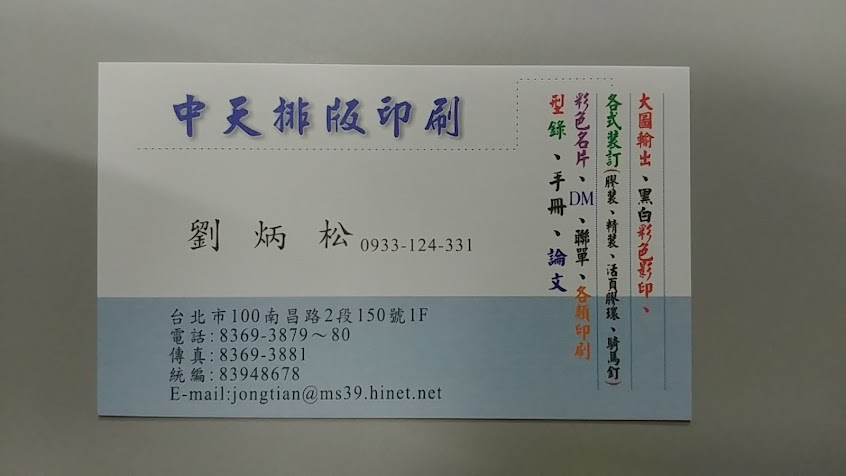 中天排版印刷
劉炳松 0933-124-331
台北市100南昌路2段150號1F
電話:8369-3879~80
傳真:8369-3881
統編:83948678
E-mail:jongtian@ms39.hinet.net
大圖輸出、黑白彩色影印、
各式裝訂(膠裝、精裝、活頁膠環、騎馬釘)
彩色名片、DM、聯單、各類印刷
型錄、手冊、論文